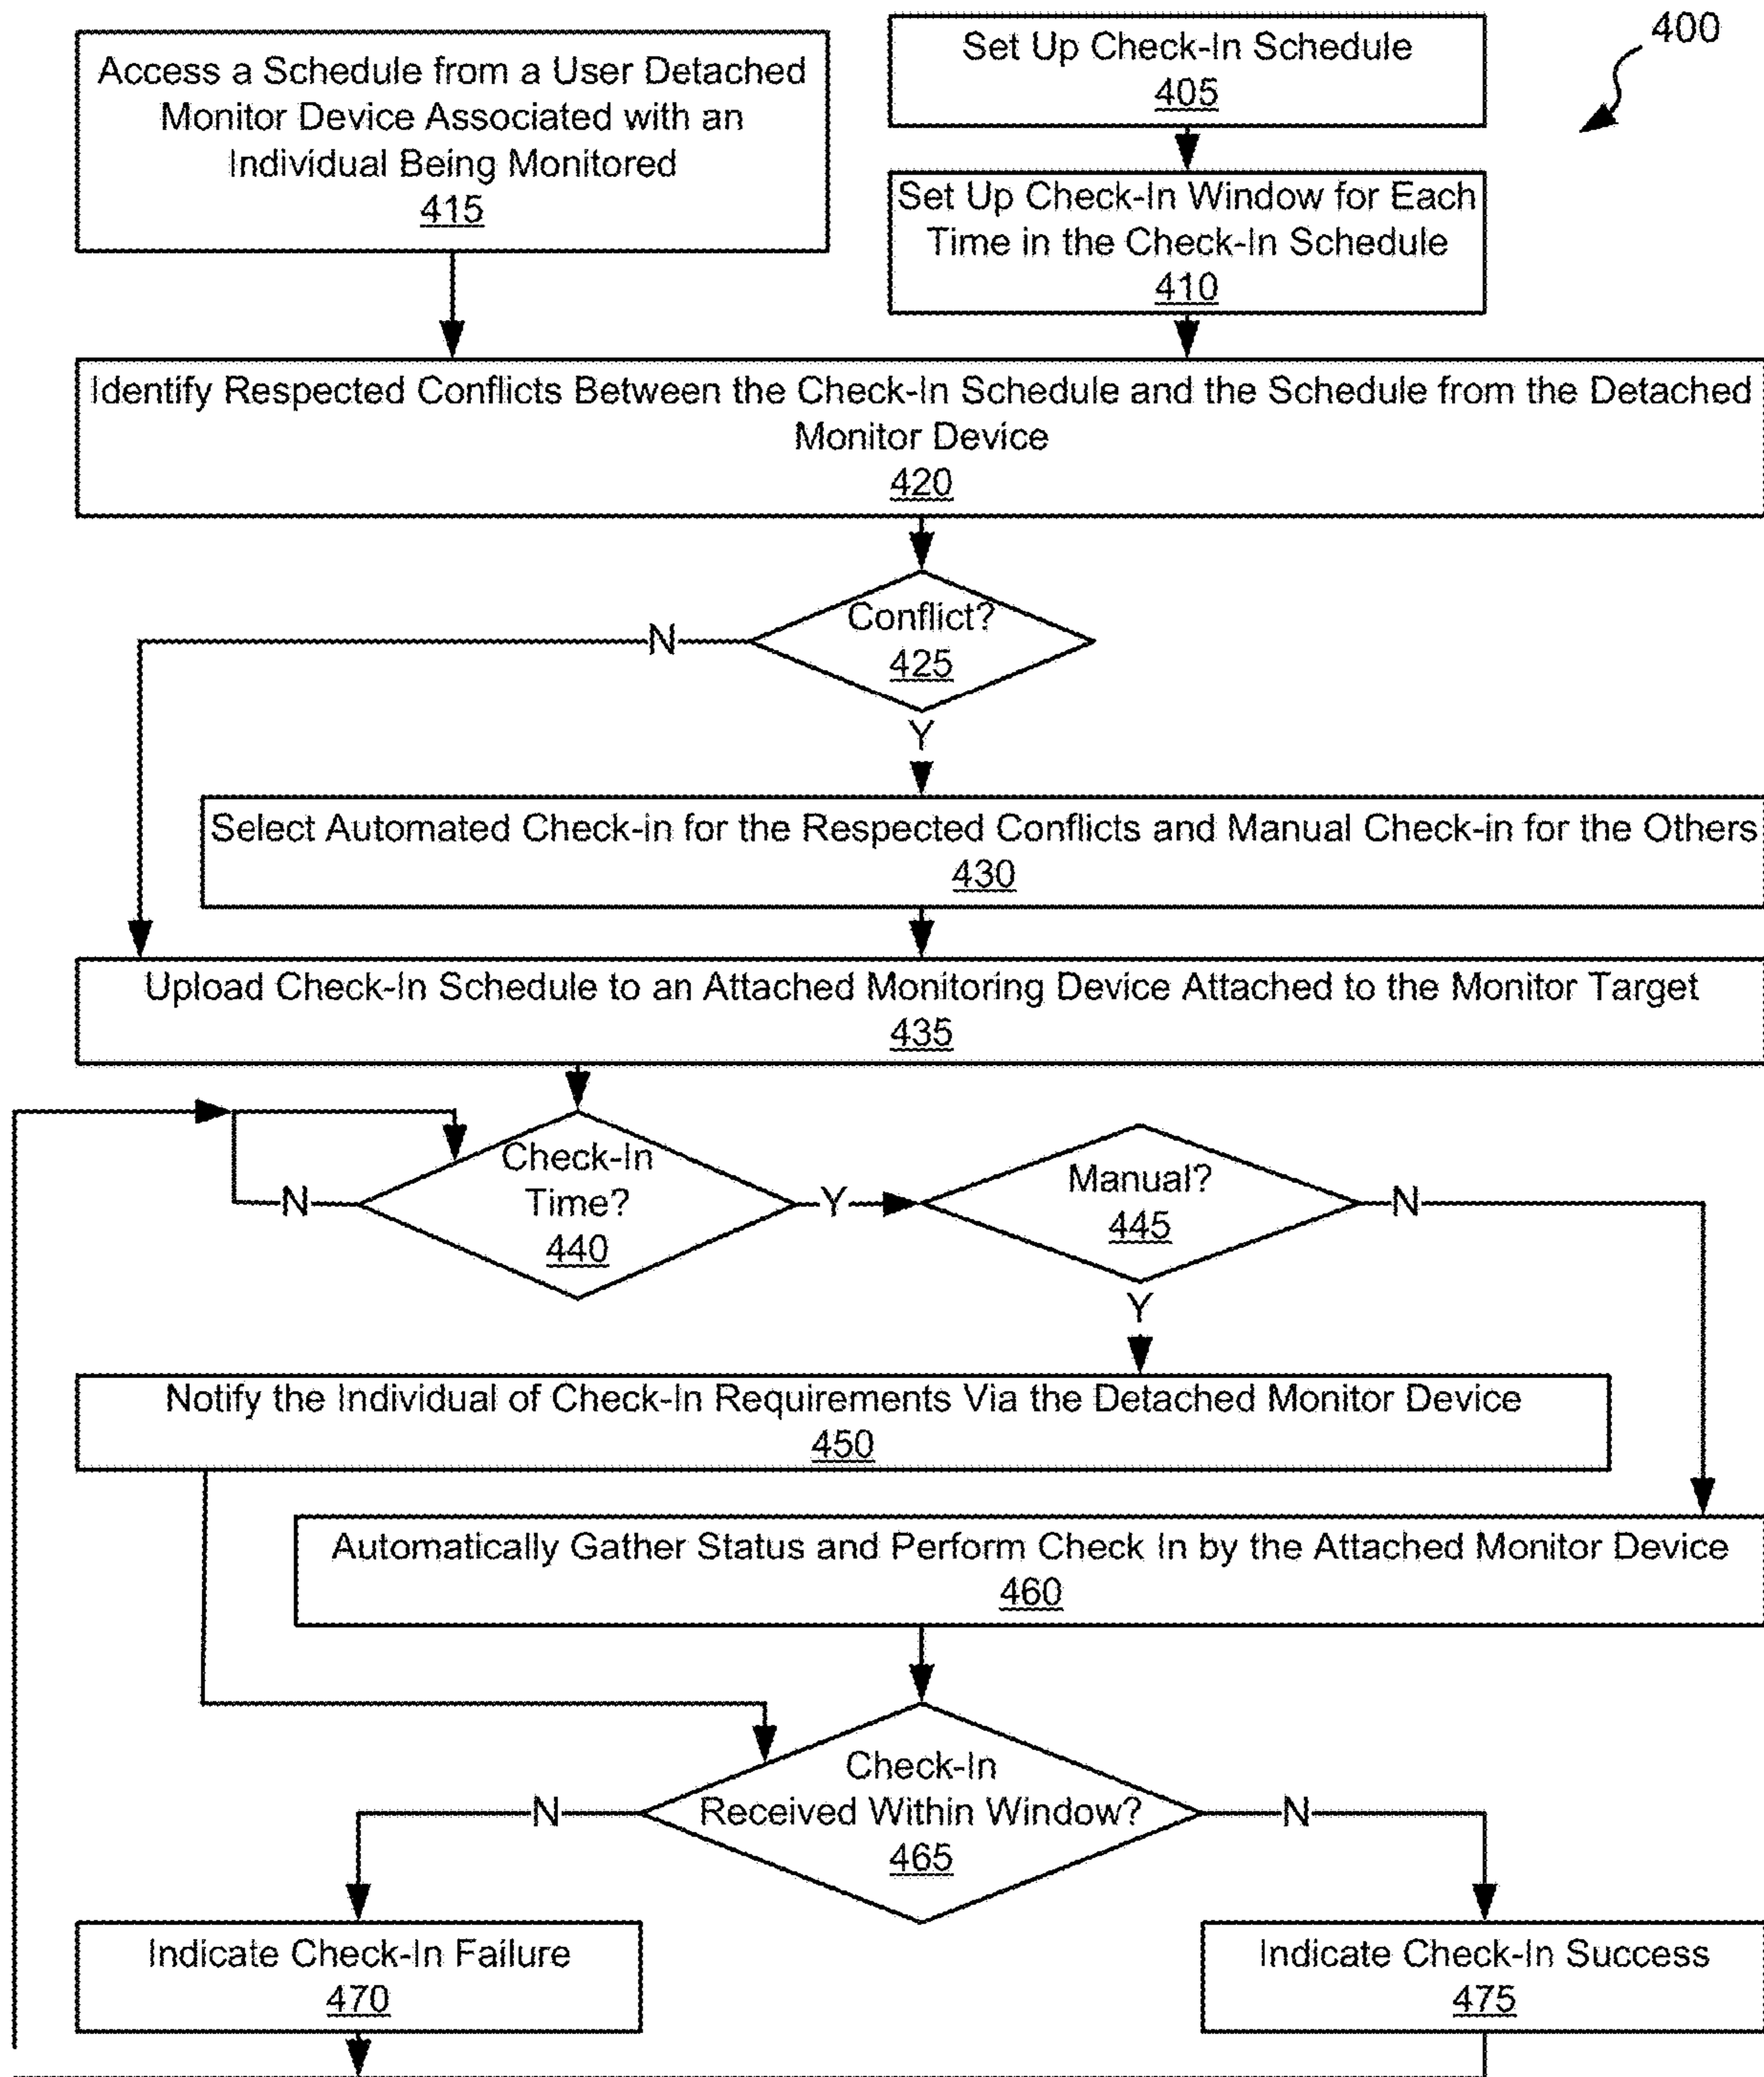 400
Access a Schedule from a User Detached
Monitor Device Associated with an
Individual Being Monitored
415
Set Up Check-In Schedule
405
Set Up Check-In Window for Each
Time in the Check-In Schedule
410
Identify Respected Conflicts Between the Check-In Schedule and the Schedule from the Detached
Monitor Device
420
Conflict?
425
N
Y
Select Automated Check-in for the Respected Conflicts and Manual Check-in for the Others
430
Upload Check-In Schedule to an Attached Monitoring Device Attached to the Monitor Target
435
Check-In
Time?
440
N
Y
Manual?
445
N
Y
Notify the Individual of Check-In Requirements Via the Detached Monitor Device
450
Automatically Gather Status and Perform Check In by the Attached Monitor Device
460
Check-In
Received Within Window?
465
N
N
Indicate Check-In Failure
470
Indicate Check-In Success
475